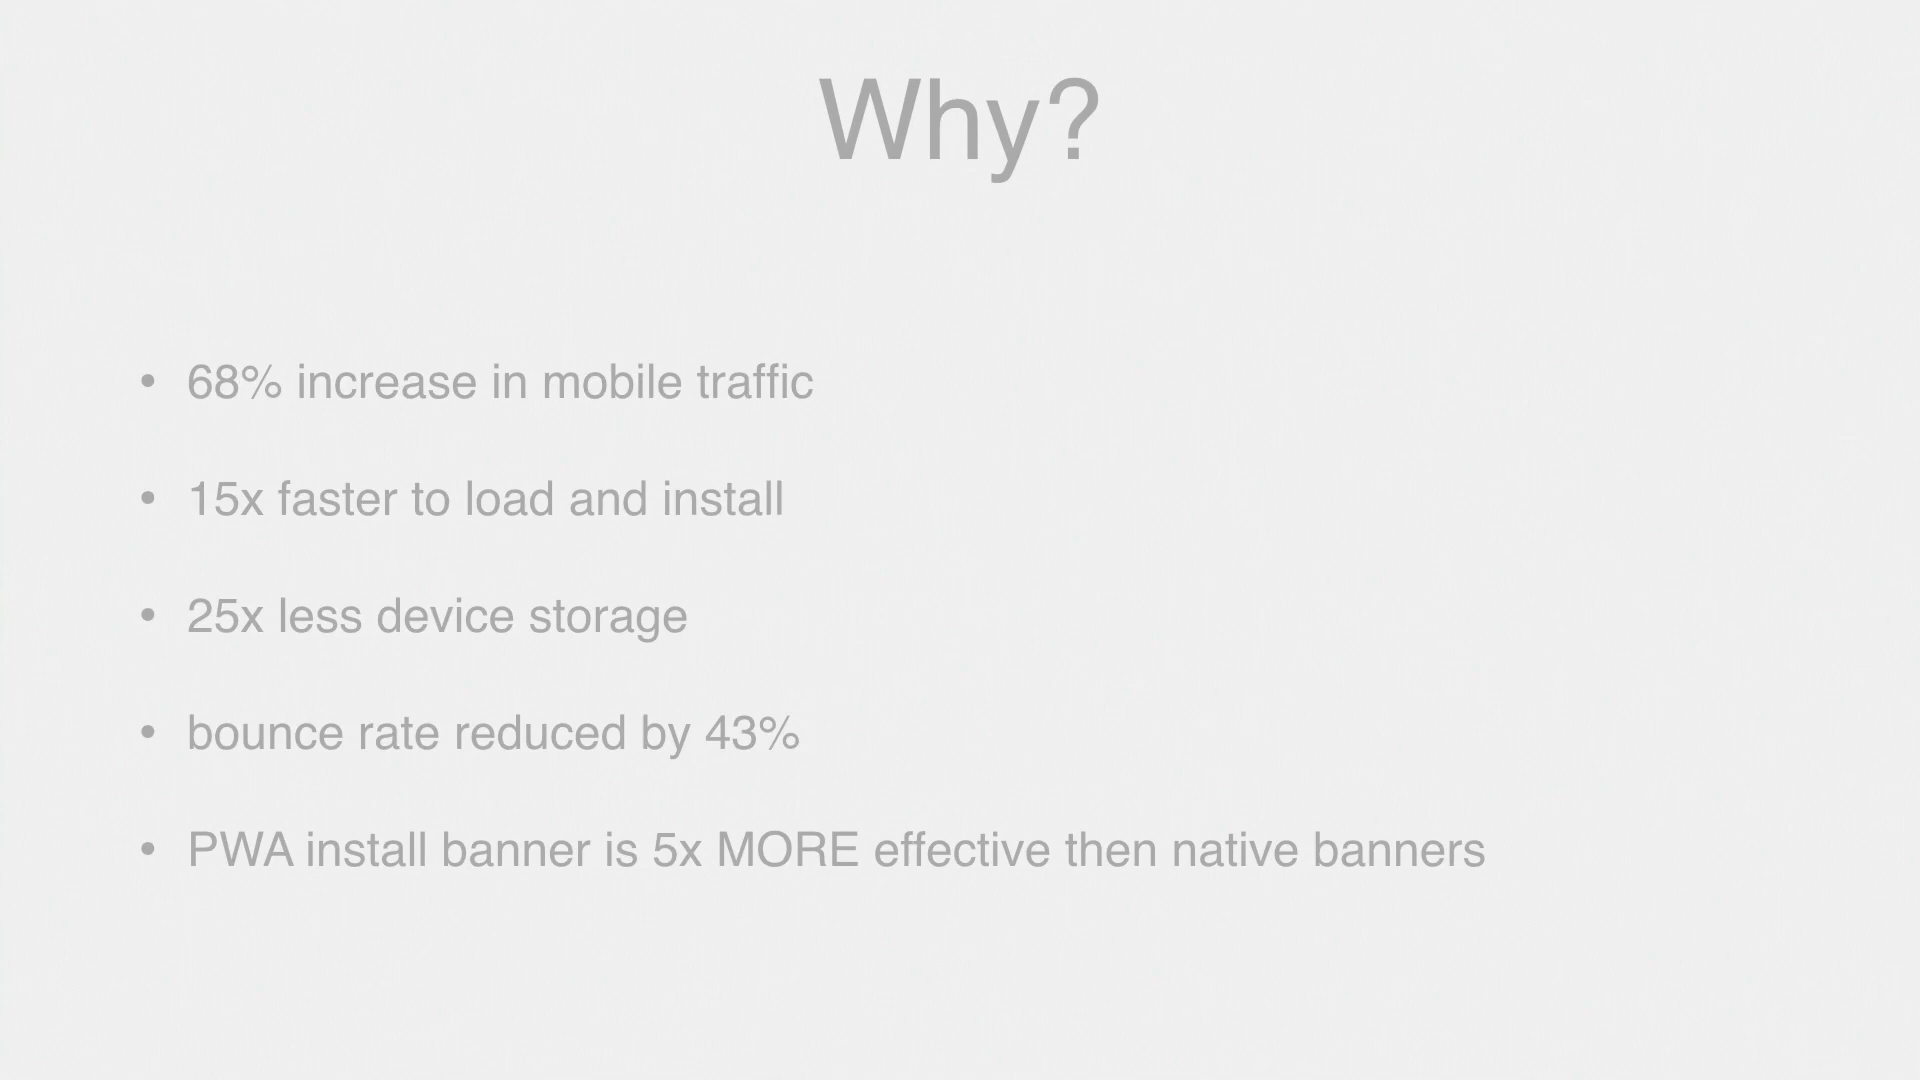 Why?
• 68% increase in mobile traffic
• 15x faster to load and install
• 25x less device storage
• bounce rate reduced by 43%
• PWA install banner is 5x MORE effective then native banners